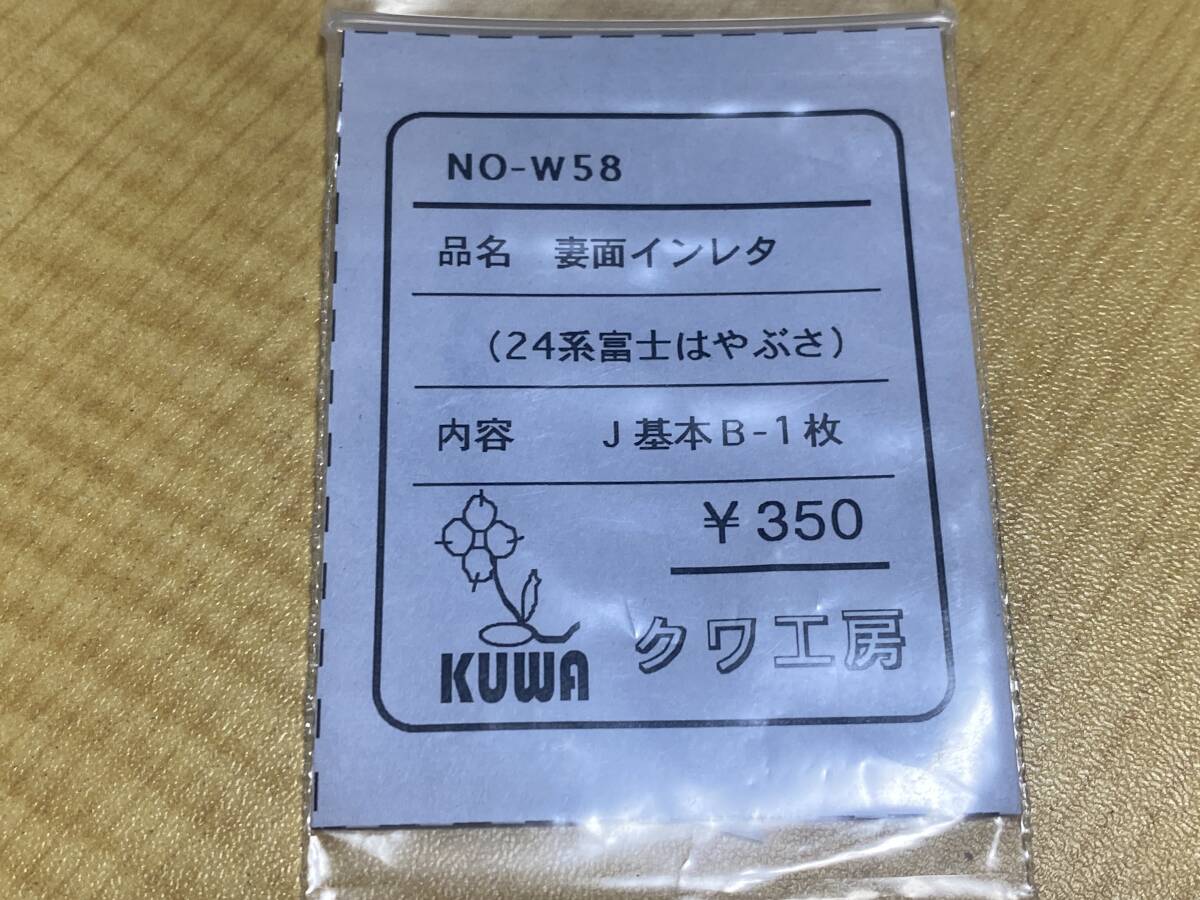 NO-W58
品名 妻面インレタ
(24系富士はやぶさ)
内容 J基本B-1枚
¥350
KUWA クワ工房